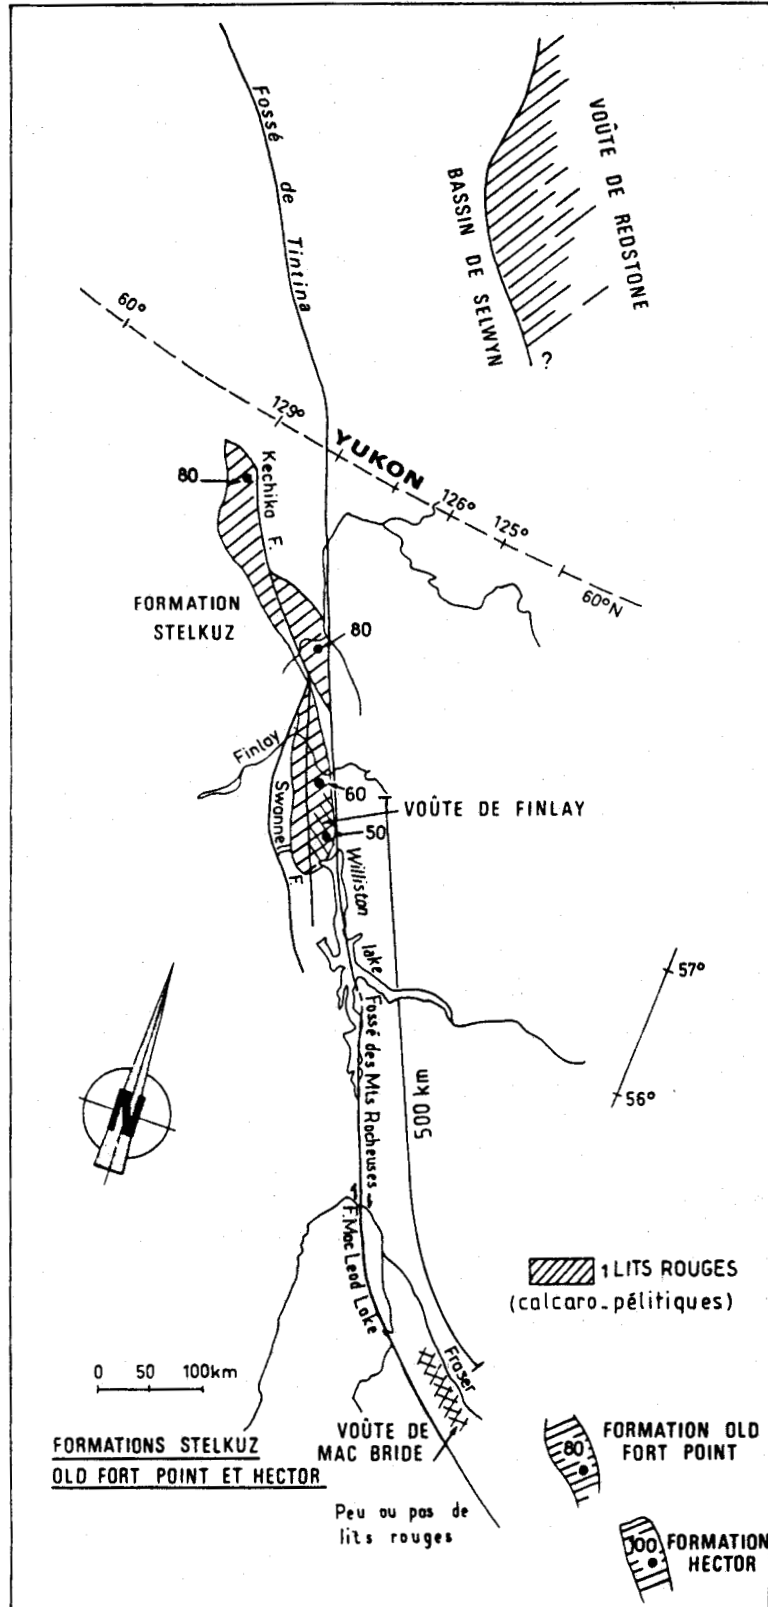 Fossé de Tintina
VOÛTE DE REDSTONE
BASSIN DE SELWYN
?
60°
129°
YUKON
126°
125°
60°N
80
Kechika F.
FORMATION
STELKUZ
80
Finlay
Swannell F.
60
VOÛTE DE FINLAY
50
Williston
lake
57°
56°
Fossé des Mts Rocheuses
500 km
N
F. Mac Leod Lake
1 LITS ROUGES
(calcaro_pélitiques)
0 50 100km
Fraser
VOÛTE DE
MAC BRIDE
FORMATIONS STELKUZ
OLD FORT POINT ET HECTOR
Peu ou pas de
lits rouges
80
FORMATION OLD
FORT POINT
100
FORMATION
HECTOR